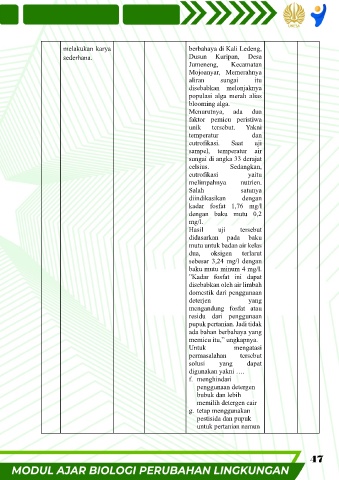 melakukan karya
sederhana.
berbahaya di Kali Ledeng,
Dusun Karipan, Desa
Jumeneng, Kecamatan
Mojoanyar, Memerahnya
aliran sungai itu
disebabkan melonjaknya
populasi alga merah alias
blooming alga.
Menurutnya, ada dua
faktor pemicu peristiwa
unik tersebut. Yakni
temperatur dan
eutrofikasi. Saat uji
sampel, temperatur air
sungai di angka 33 derajat
celsius. Sedangkan,
eutrofikasi yaitu
melimpahnya nutrien.
Salah satunya
diindikasikan dengan
kadar fosfat 1,76 mg/l
dengan baku mutu 0,2
mg/l.
Hasil uji tersebut
didasarkan pada baku
mutu untuk badan air kelas
dua, oksigen terlarut
sebesar 3,24 mg/l dengan
baku mutu minum 4 mg/l.
"Kadar fosfat ini dapat
disebabkan oleh air limbah
domestik dari penggunaan
deterjen yang
mengandung fosfat atau
residu dari penggunaan
pupuk pertanian. Jadi tidak
ada bahan berbahaya yang
memicu itu," ungkapnya.
Untuk mengatasi
permasalahan tersebut
solusi yang dapat
digunakan yakni ….
f. menghindari
penggunaan detergen
bubuk dan lebih
memilih detergen cair
g. tetap menggunakan
pestisida dan pupuk
untuk pertanian namun
47
MODUL AJAR BIOLOGI PERUBAHAN LINGKUNGAN